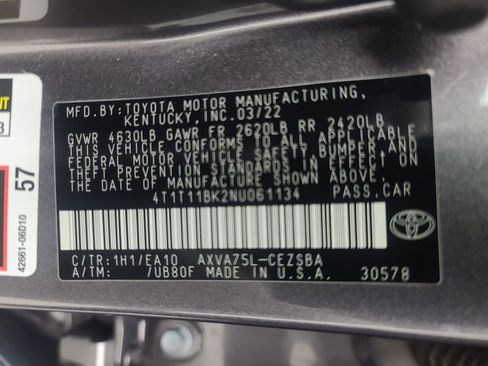 MFD.BY:TOYOTA MOTOR MANUFACTURING,
KENTUCKY,INC.03/22
GVWR 4630LB GAWR FR 2620LB RR 2420LB
THIS VEHICLE CONFORMS TO ALL APPLICABLE
FEDERAL MOTOR VEHICLE SAFETY, BUMPER,AND
THEFT PREVENTION STANDARDS IN EFFECT ON
THE DATE OF MANUFACTURE SHOWN ABOVE.
4T1T11BK2NU061134 PASS.CAR
C/TR:1H1/EA10 AXVA75L-CEZSBA
A/TM: /UB80F MADE IN U.S.A. 30578
TOYOTA
57
42661-06D10
3